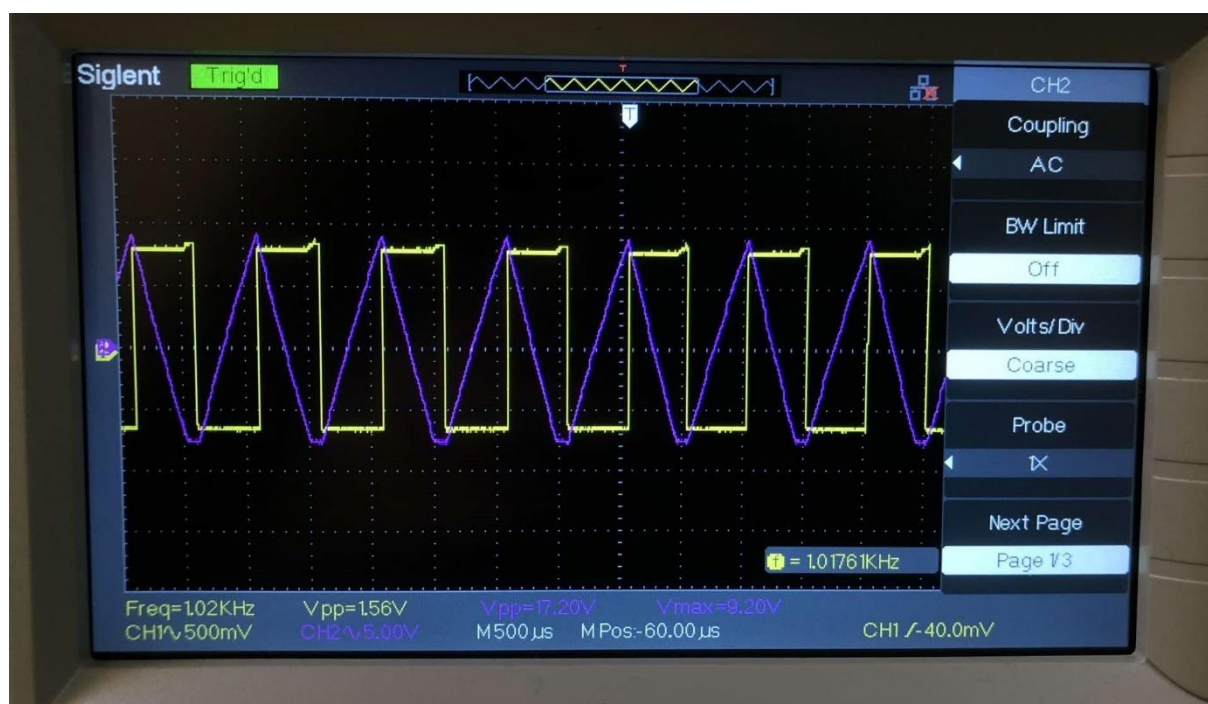 Siglent Trig'd
T
T
CH2
Coupling
AC
BW Limit
Off
Volts/Div
Coarse
Probe
1X
Next Page
Page 1/3
f = 1.01761KHz
Freq=1.02KHz Vpp=1.56V Vpp=17.20V Vmax=9.20V
CH1∿ 500mV CH2∿ 5.00V M 500µs M Pos:-60.00µs CH1 /-40.0mV